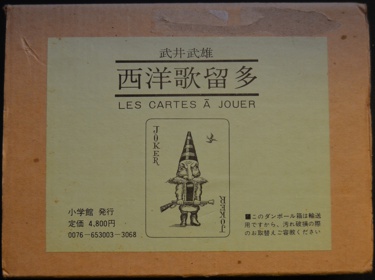 武井武雄
西洋歌留多
LES CARTES À JOUER
JOKER
JOKER
小学館 発行
定価 4,800円
0076-653003-3068
■このダンボール箱は輸送
用ですから、汚れ破損の際
のお取替えご容赦ください